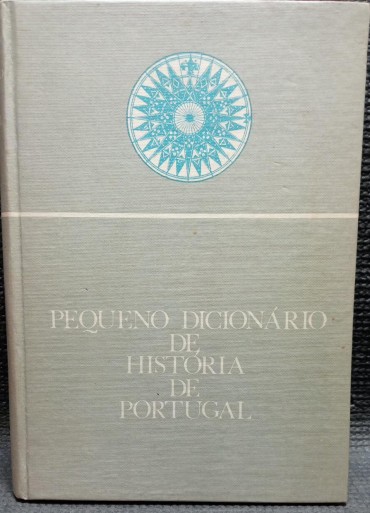 PEQUENO DICIONÁRIO
DE
HISTÓRIA
DE
PORTUGAL